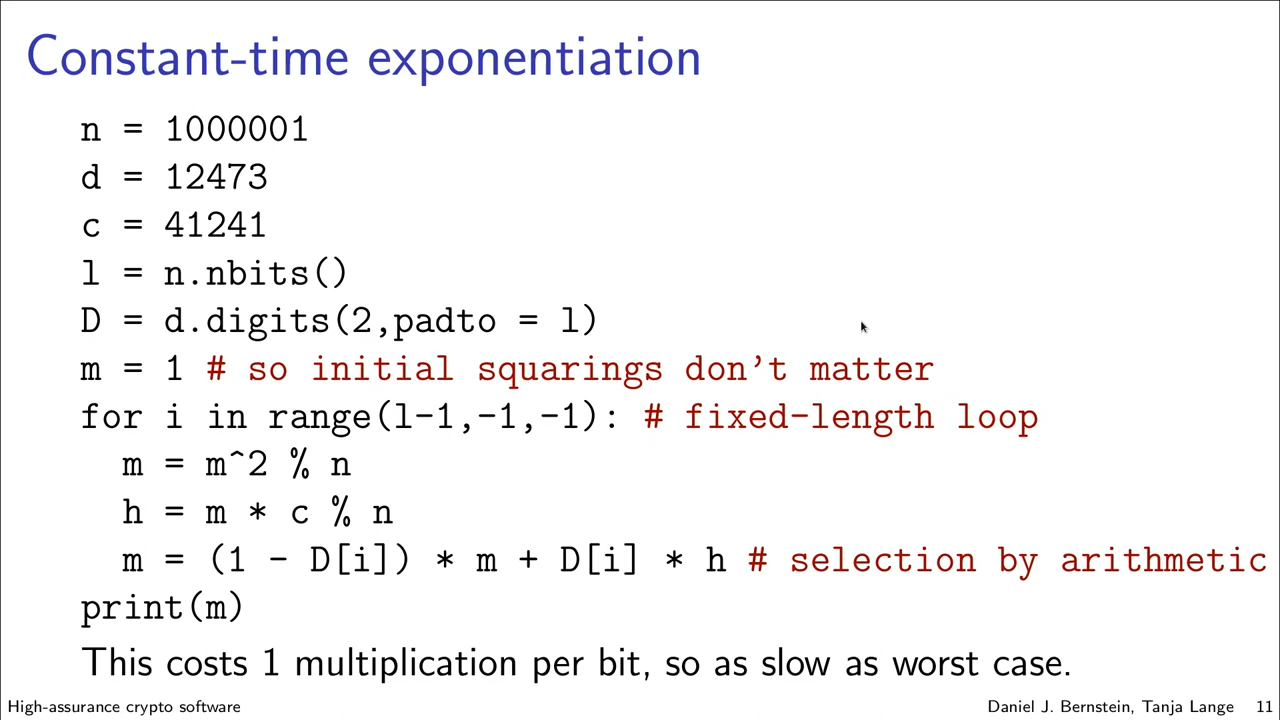 Constant-time exponentiation
n = 1000001
d = 12473
c = 41241
l = n.nbits()
D = d.digits(2,padto = l)
m = 1 # so initial squarings don't matter
for i in range(l-1,-1,-1): # fixed-length loop
  m = m^2 % n
  h = m * c % n
  m = (1 - D[i]) * m + D[i] * h # selection by arithmetic
print(m)
This costs 1 multiplication per bit, so as slow as worst case.
High-assurance crypto software
Daniel J. Bernstein, Tanja Lange 11